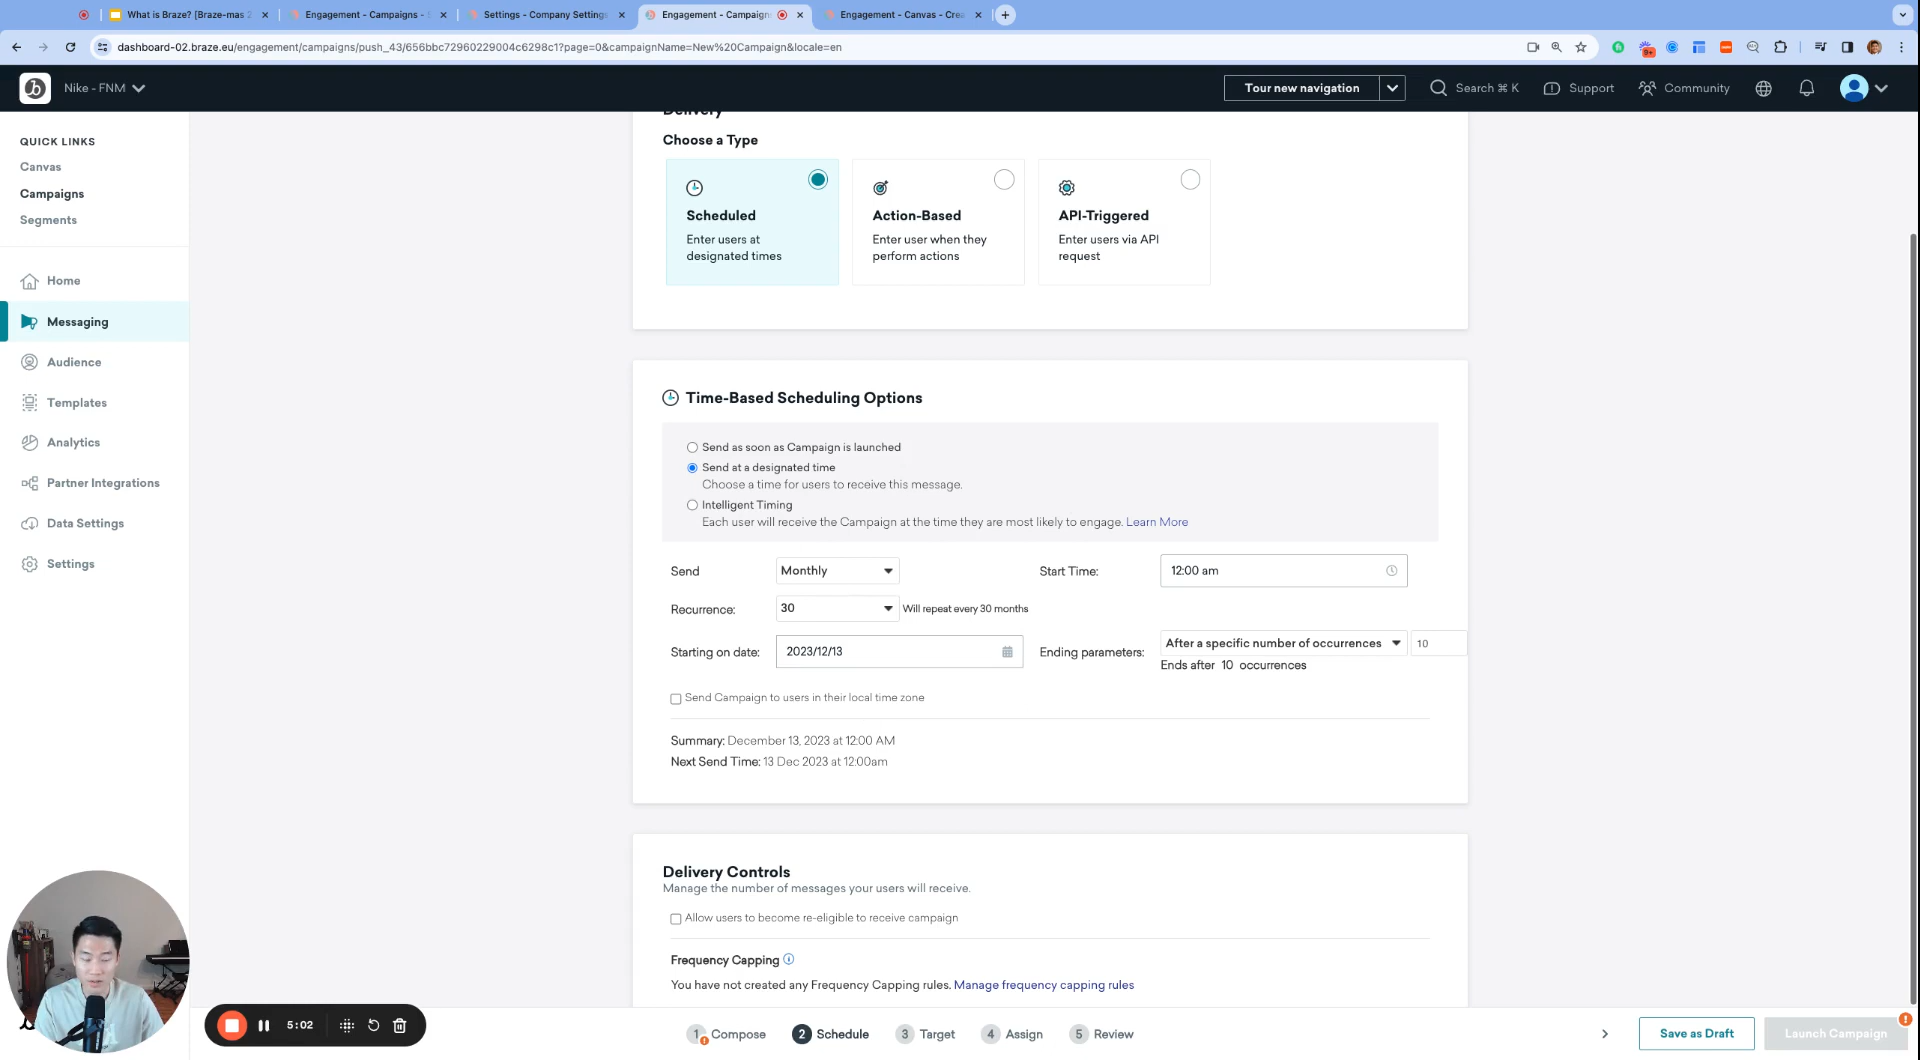 What is Braze? [Braze-mas 2
Engagement - Campaigns - S
Settings - Company Settings
Engagement - Campaign
Engagement - Canvas - Crea
dashboard-02.braze.eu/engagement/campaigns/push_43/656bbc72960229004c6298c1?page=0&campaignName=New%20Campaign&locale=en
Nike - FNM
Tour new navigation
Search ⌘ K
Support
Community
QUICK LINKS
Canvas
Campaigns
Segments
Home
Messaging
Audience
Templates
Analytics
Partner Integrations
Data Settings
Settings
Delivery
Choose a Type
Scheduled
Enter users at
designated times
Action-Based
Enter user when they
perform actions
API-Triggered
Enter users via API
request
Time-Based Scheduling Options
Send as soon as Campaign is launched
Send at a designated time
Choose a time for users to receive this message.
Intelligent Timing
Each user will receive the Campaign at the time they are most likely to engage. Learn More
Send
Monthly
Start Time:
12:00 am
Recurrence:
30
Will repeat every 30 months
Starting on date:
2023/12/13
Ending parameters:
After a specific number of occurrences
10
Ends after 10 occurrences
Send Campaign to users in their local time zone
Summary: December 13, 2023 at 12:00 AM
Next Send Time: 13 Dec 2023 at 12:00am
Delivery Controls
Manage the number of messages your users will receive.
Allow users to become re-eligible to receive campaign
Frequency Capping
You have not created any Frequency Capping rules. Manage frequency capping rules
5:02
1 Compose
2 Schedule
3 Target
4 Assign
5 Review
Save as Draft
Launch Campaign